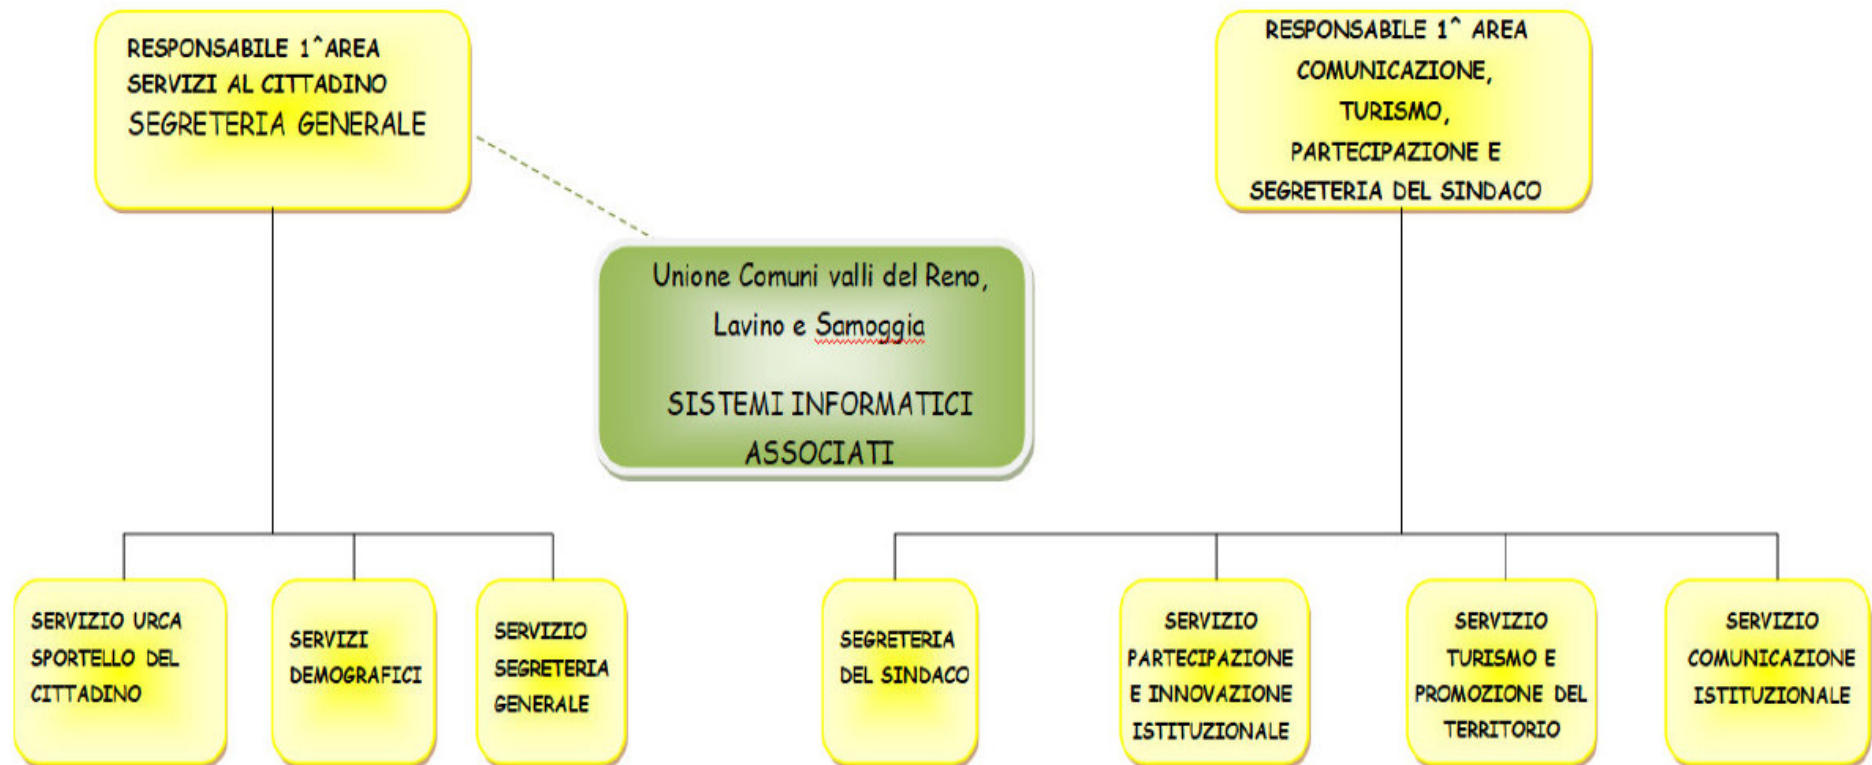 RESPONSABILE 1^AREA
SERVIZI AL CITTADINO
SEGRETERIA GENERALE
RESPONSABILE 1^ AREA
COMUNICAZIONE,
TURISMO,
PARTECIPAZIONE E
SEGRETERIA DEL SINDACO
Unione Comuni valli del Reno,
Lavino e Samoggia
SISTEMI INFORMATICI
ASSOCIATI
SERVIZIO URCA
SPORTELLO DEL
CITTADINO
SERVIZI
DEMOGRAFICI
SERVIZIO
SEGRETERIA
GENERALE
SEGRETERIA
DEL SINDACO
SERVIZIO
PARTECIPAZIONE
E INNOVAZIONE
ISTITUZIONALE
SERVIZIO
TURISMO E
PROMOZIONE DEL
TERRITORIO
SERVIZIO
COMUNICAZIONE
ISTITUZIONALE